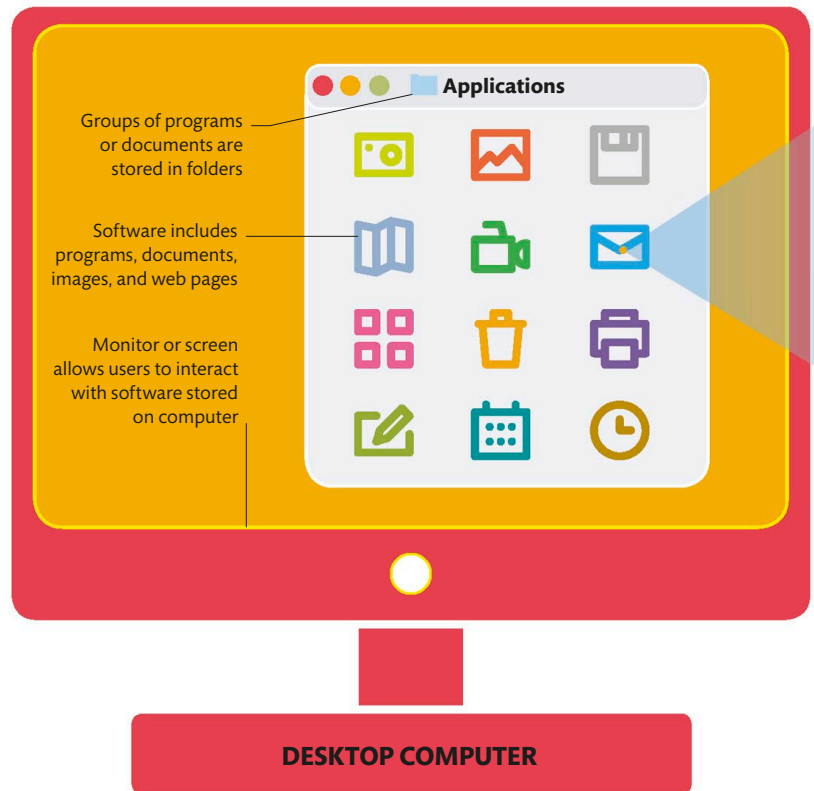 Applications
Groups of programs
or documents are
stored in folders
Software includes
programs, documents,
images, and web pages
Monitor or screen
allows users to interact
with software stored
on computer
DESKTOP COMPUTER